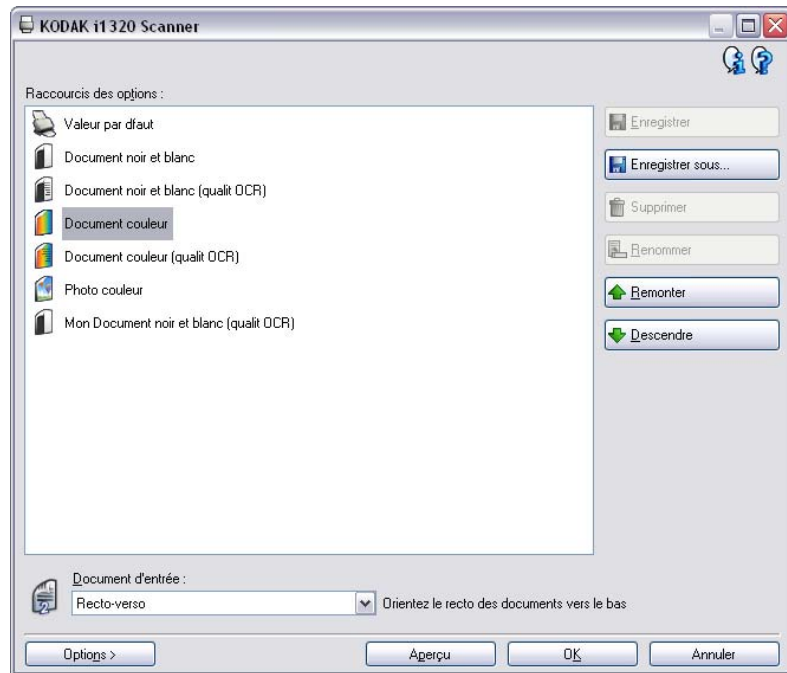 KODAK i1320 Scanner
Raccourcis des options :
Valeur par dfaut
Enregistrer
Document noir et blanc
Enregistrer sous...
Document noir et blanc (qualit OCR)
Supprimer
Document couleur
Renommer
Document couleur (qualit OCR)
Photo couleur
Remonter
Mon Document noir et blanc (qualit OCR)
Descendre
Document d'entrée :
Recto-verso
Orientez le recto des documents vers le bas
Options >
Aperçu
OK
Annuler